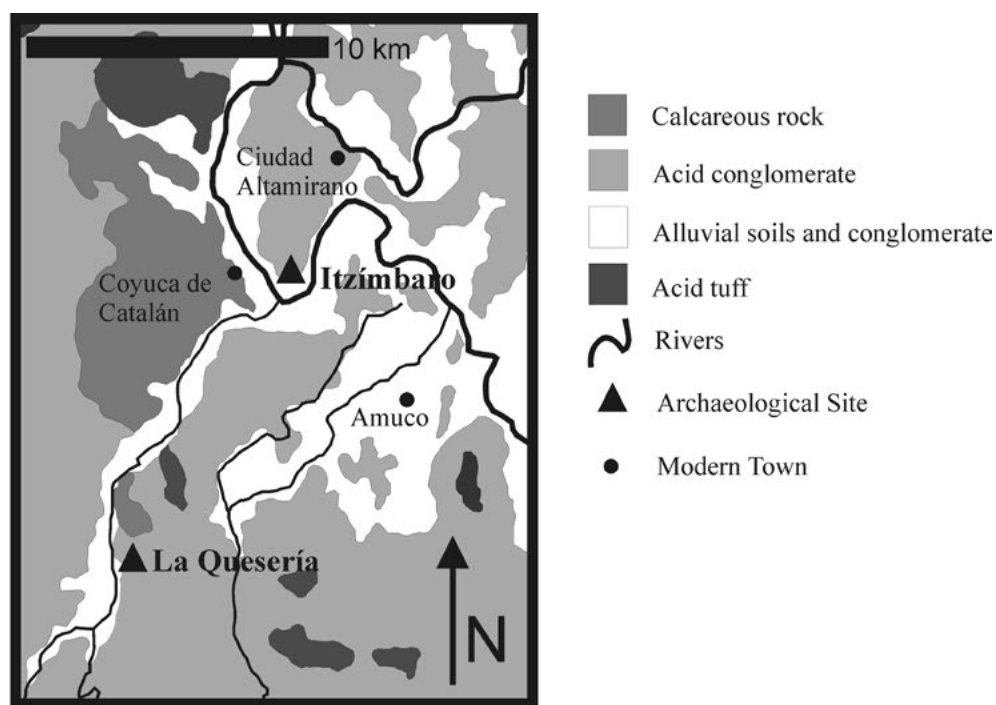 10 km
Ciudad
Altamirano
Itzímbaro
Coyuca de
Catalán
Amuco
La Quesería
N
Calcareous rock
Acid conglomerate
Alluvial soils and conglomerate
Acid tuff
Rivers
Archaeological Site
Modern Town